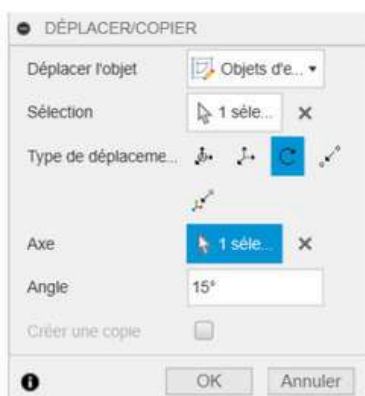 DÉPLACER/COPIER
Déplacer l'objet Objets d'e...
Sélection 1 séle...
Type de déplaceme...
Axe 1 séle...
Angle 15°
Créer une copie
OK Annuler